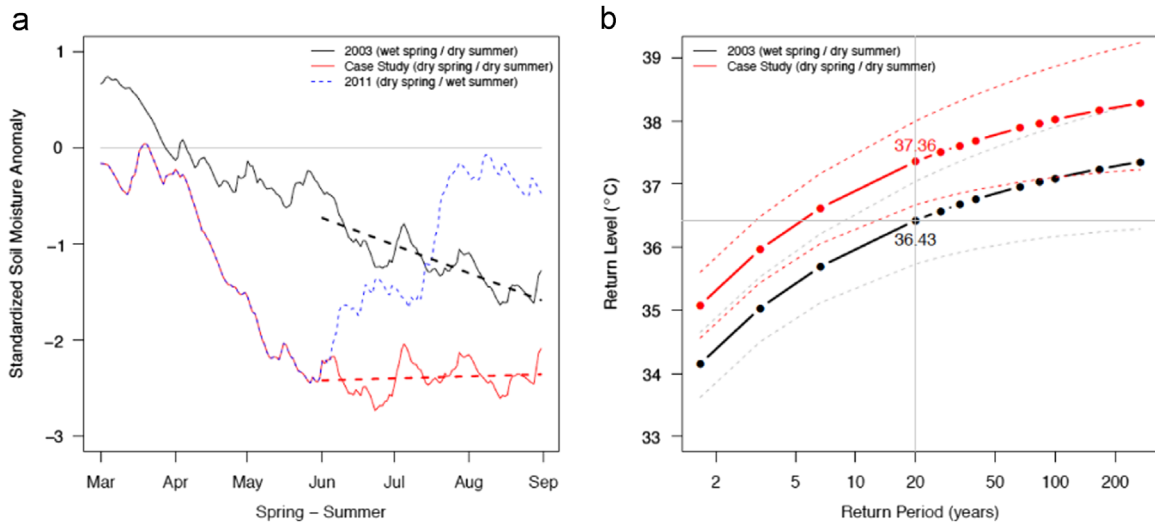 a
Standardized Soil Moisture Anomaly
1
0
−1
−2
−3
2003 (wet spring / dry summer)
Case Study (dry spring / dry summer)
2011 (dry spring / wet summer)
Mar Apr May Jun Jul Aug Sep
Spring − Summer
b
Return Level (°C)
39
38
37
36
35
34
33
2003 (wet spring / dry summer)
Case Study (dry spring / dry summer)
37.36
36.43
2 5 10 20 50 100 200
Return Period (years)